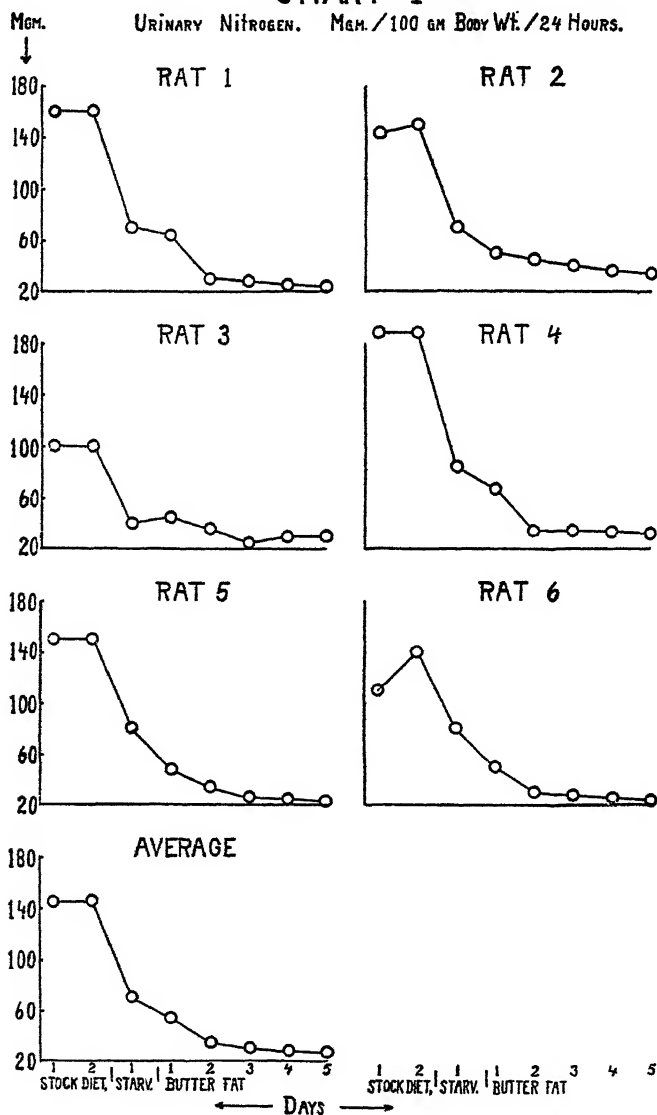 MGM. URINARY NITROGEN. MGM./100 GM BODY WT./24 HOURS.
RAT 1 RAT 2
180
140
100
60
20
RAT 3 RAT 4
180
140
100
60
20
RAT 5 RAT 6
180
140
100
60
20
AVERAGE
180
140
100
60
20
1 2 1 1 2 3 4 5 1 2 1 1 2 3 4 5
STOCK DIET, STARV. BUTTER FAT STOCK DIET, STARV. BUTTER FAT
DAYS